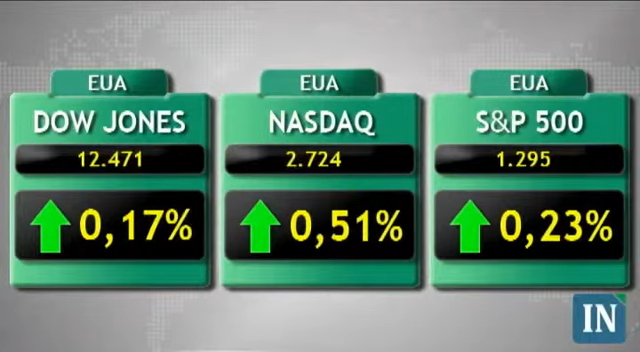 EUA
DOW JONES
12.471
0,17%
EUA
NASDAQ
2.724
0,51%
EUA
S&P 500
1.295
0,23%
IN